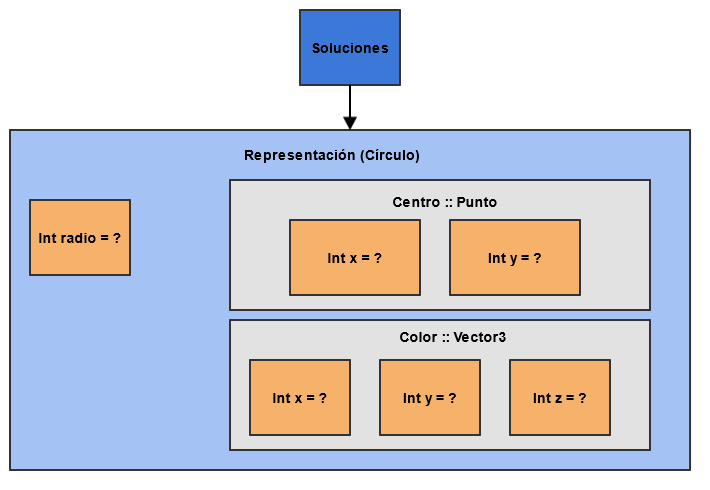 Soluciones
Representación (Círculo)
Int radio = ?
Centro :: Punto
Int x = ?
Int y = ?
Color :: Vector3
Int x = ?
Int y = ?
Int z = ?